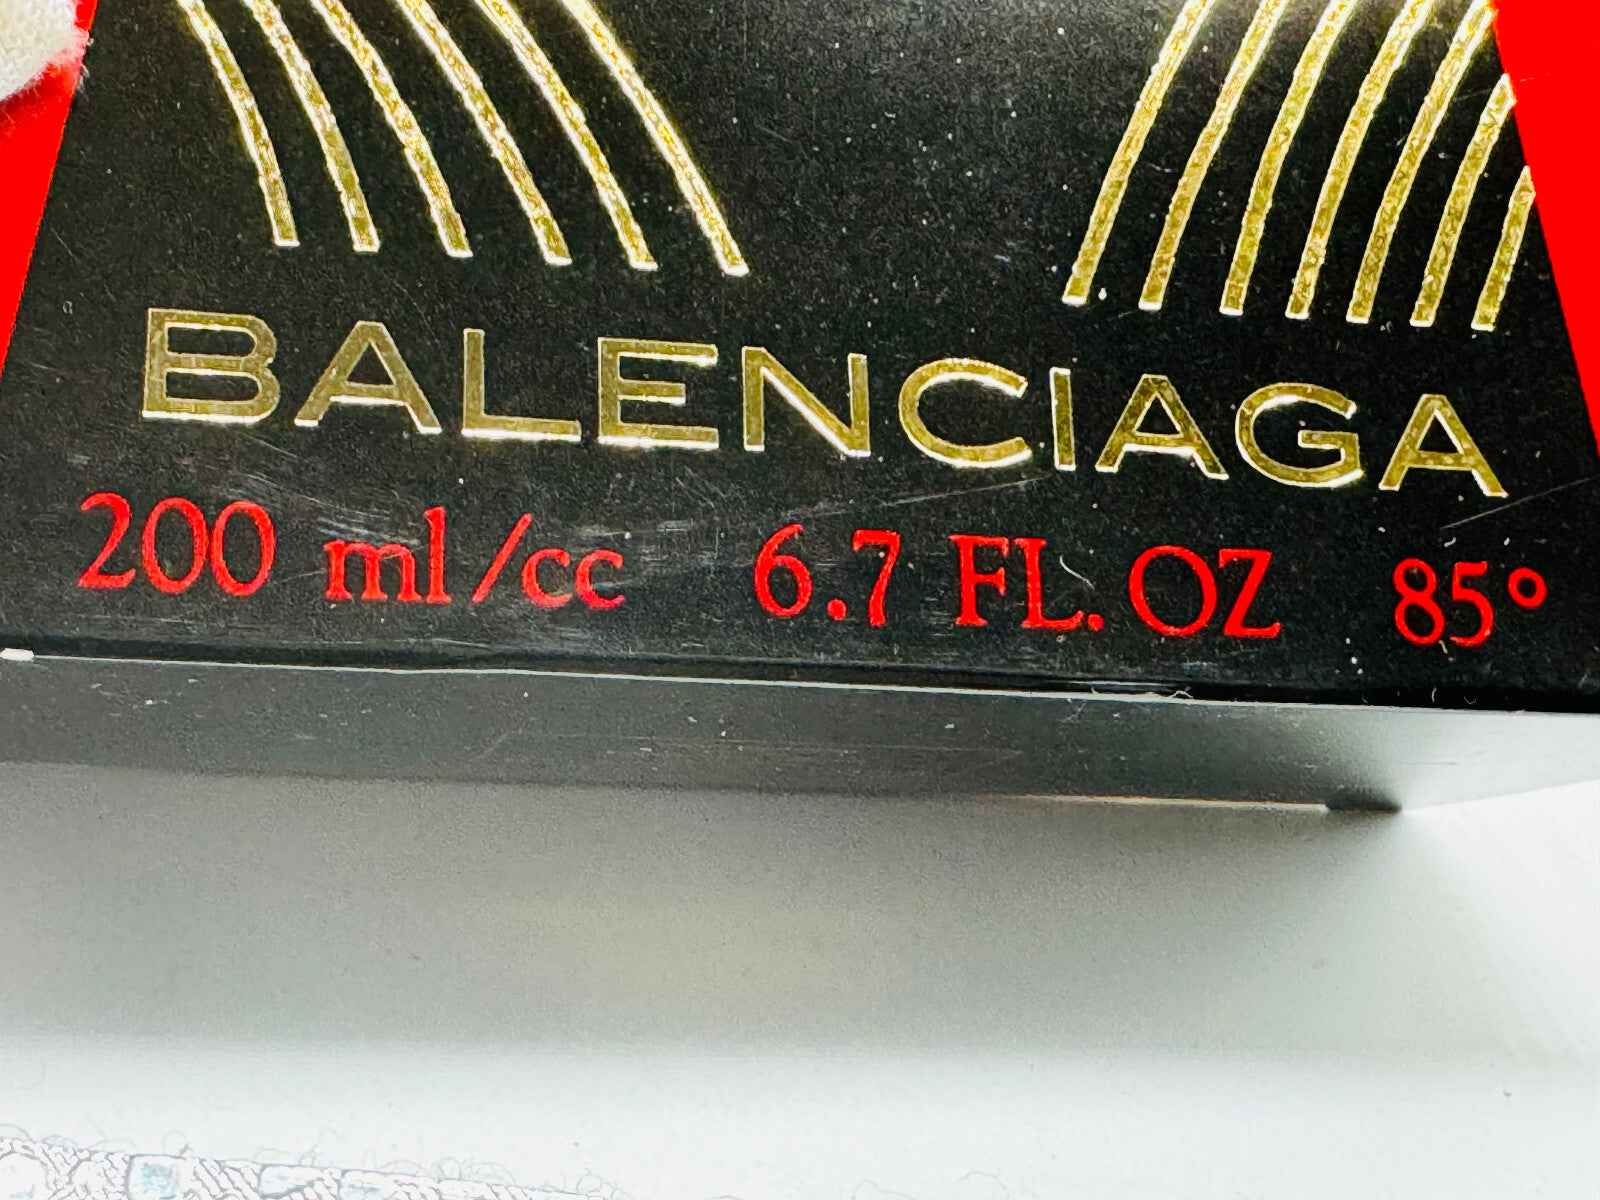 BALENCIAGA
200 ml/cc 6.7 FL. OZ 85°